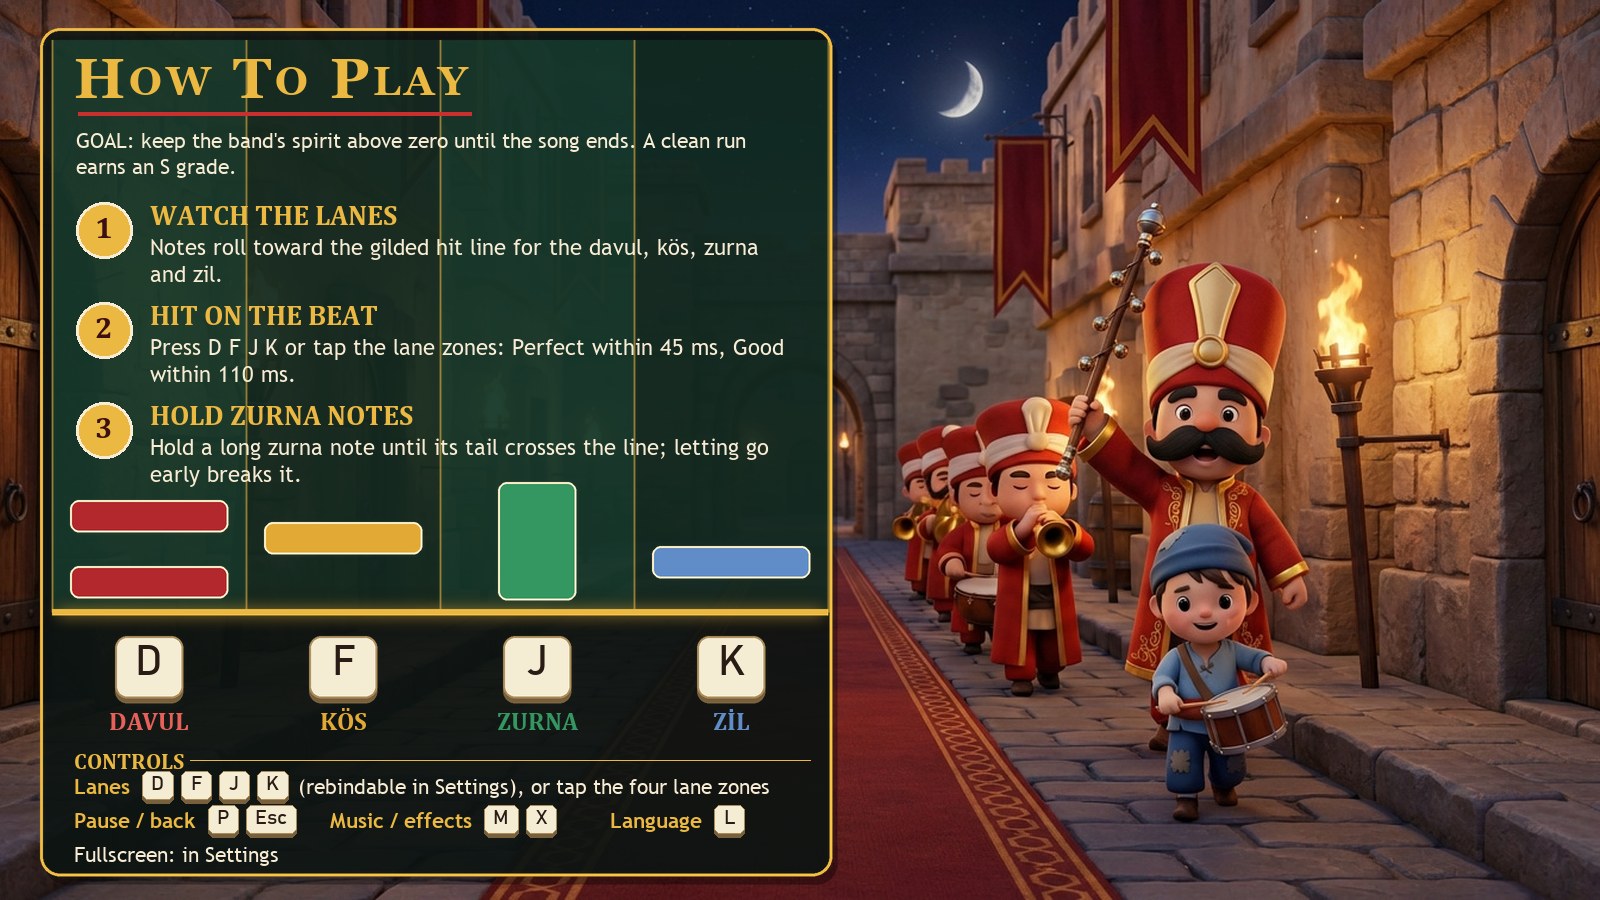 How To Play
GOAL: keep the band's spirit above zero until the song ends. A clean run
earns an S grade.
1 WATCH THE LANES
Notes roll toward the gilded hit line for the davul, kös, zurna
and zil.
2 HIT ON THE BEAT
Press D F J K or tap the lane zones: Perfect within 45 ms, Good
within 110 ms.
3 HOLD ZURNA NOTES
Hold a long zurna note until its tail crosses the line; letting go
early breaks it.
D F J K
DAVUL KÖS ZURNA ZİL
CONTROLS
Lanes D F J K (rebindable in Settings), or tap the four lane zones
Pause / back P Esc Music / effects M X Language L
Fullscreen: in Settings